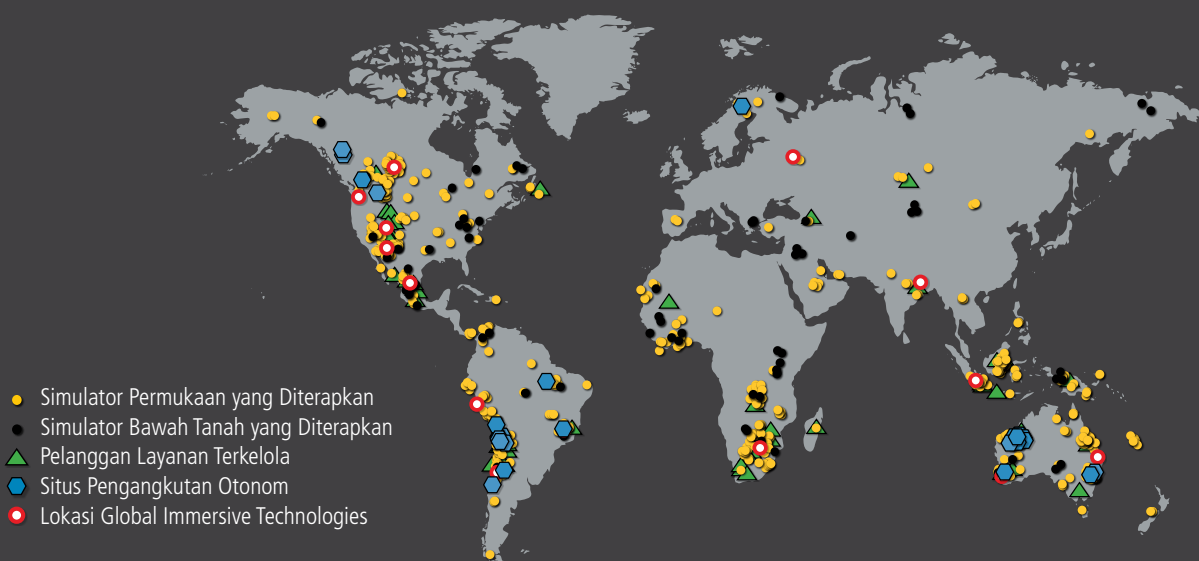 Simulator Permukaan yang Diterapkan
Simulator Bawah Tanah yang Diterapkan
Pelanggan Layanan Terkelola
Situs Pengangkutan Otonom
Lokasi Global Immersive Technologies